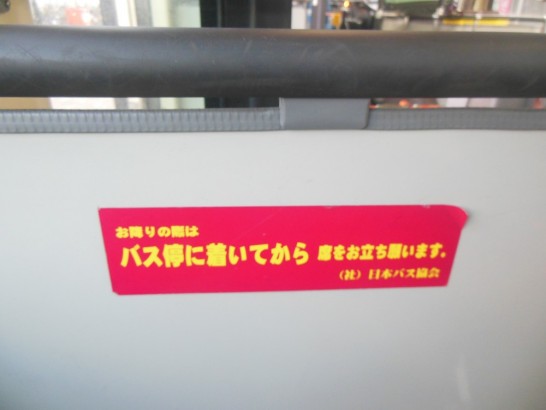 お降りの際は
バス停に着いてから 席をお立ち願います。
（社）日本バス協会